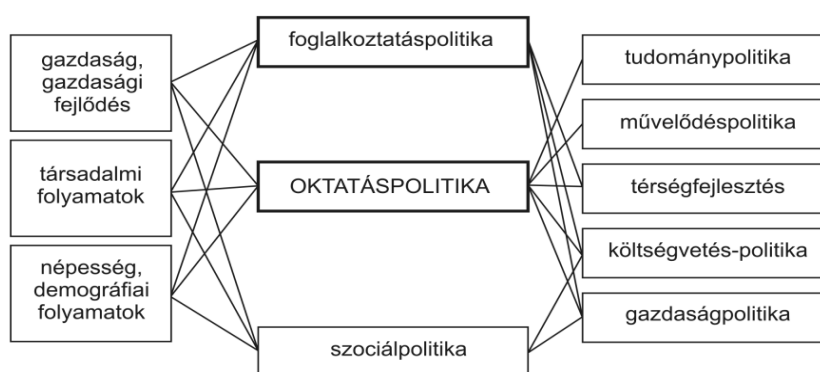 gazdaság,
gazdasági
fejlődés
társadalmi
folyamatok
népesség,
demográfiai
folyamatok
foglalkoztatáspolitika
OKTATÁSPOLITIKA
szociálpolitika
tudománypolitika
művelődéspolitika
térségfejlesztés
költségvetés-politika
gazdaságpolitika